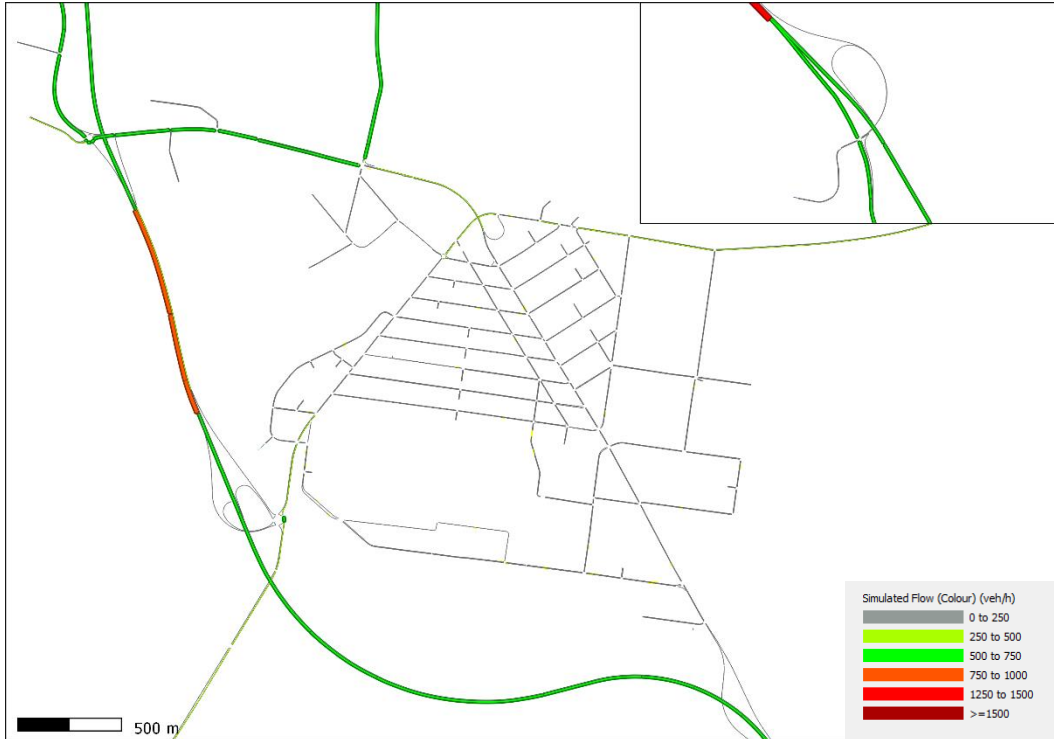 Simulated Flow (Colour) (veh/h)
0 to 250
250 to 500
500 to 750
750 to 1000
1250 to 1500
>=1500
500 m